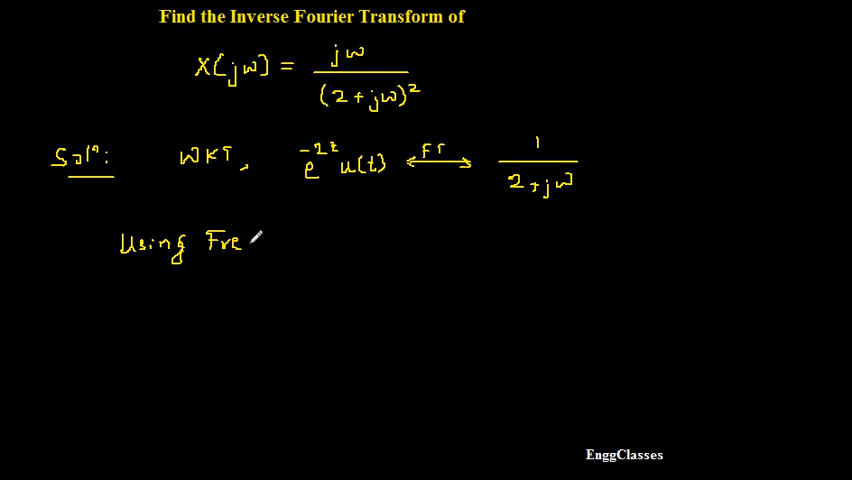 Find the Inverse Fourier Transform of
X(jω) = jω / (2 + jω)²
Solⁿ: WKT, e^-2t u(t) ⟷ FT 1 / (2 + jω)
Using Fre
EnggClasses